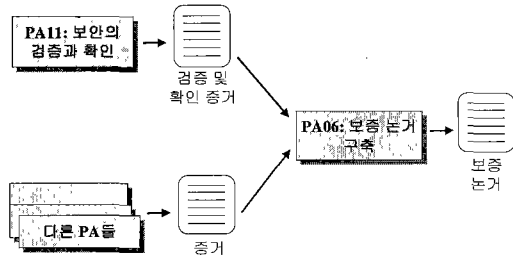 PA11: 보안의
검증과 확인
검증 및
확인 증거
PA06: 보증 논거
구축
보증
논거
다른 PA들
증거